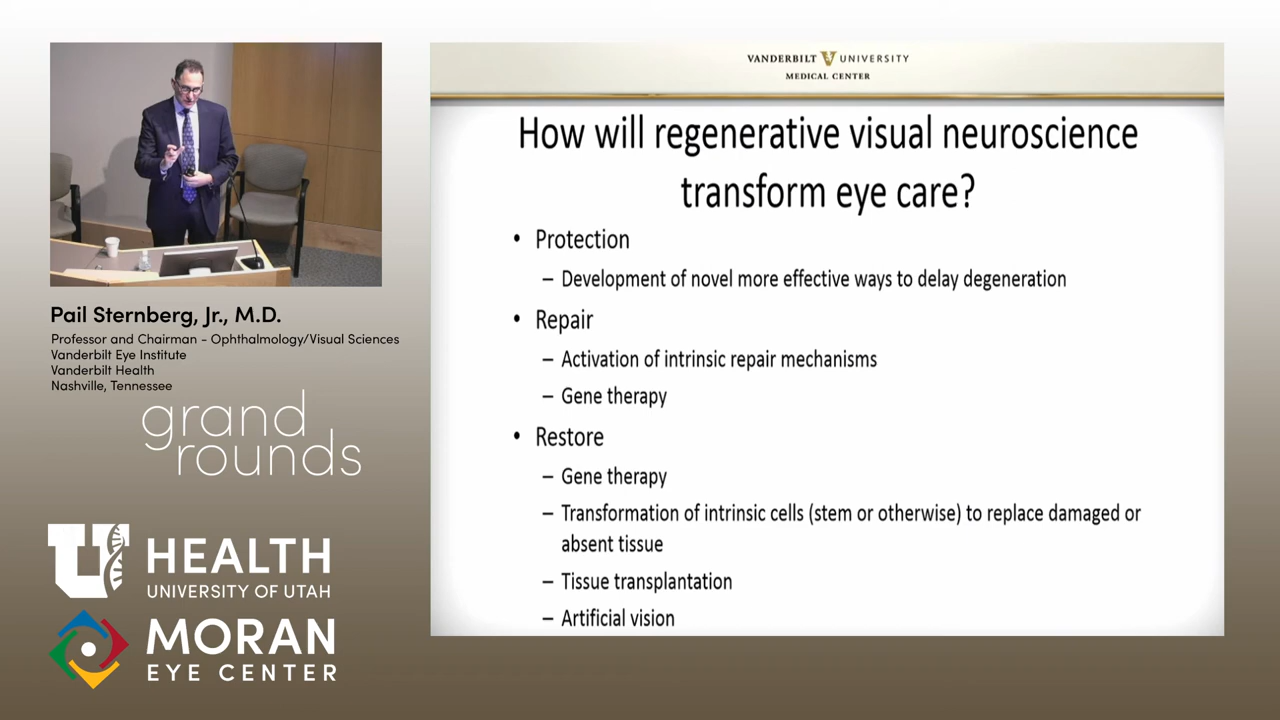 Pail Sternberg, Jr., M.D.
Professor and Chairman - Ophthalmology/Visual Sciences
Vanderbilt Eye Institute
Vanderbilt Health
Nashville, Tennessee
grand
rounds
U HEALTH
UNIVERSITY OF UTAH
MORAN
EYE CENTER
VANDERBILT V UNIVERSITY
MEDICAL CENTER
How will regenerative visual neuroscience
transform eye care?
• Protection
– Development of novel more effective ways to delay degeneration
• Repair
– Activation of intrinsic repair mechanisms
– Gene therapy
• Restore
– Gene therapy
– Transformation of intrinsic cells (stem or otherwise) to replace damaged or
absent tissue
– Tissue transplantation
– Artificial vision